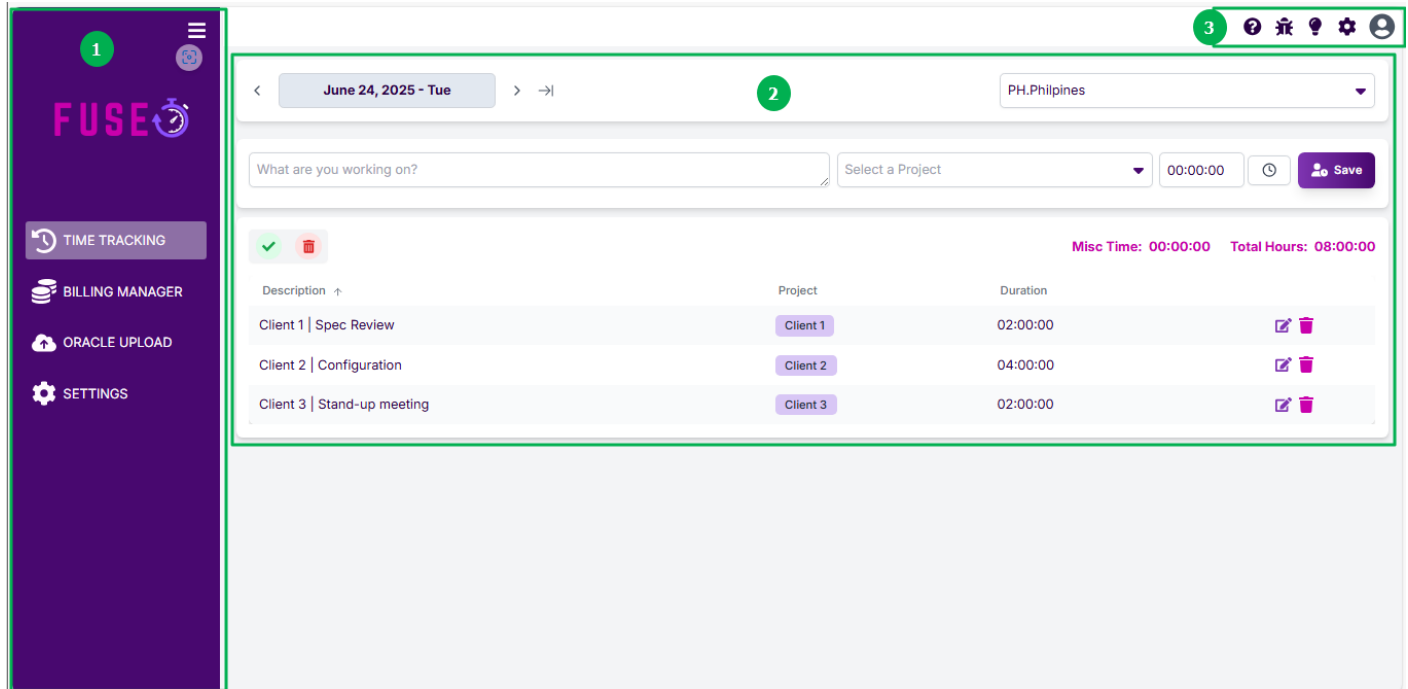 1
FUSE
TIME TRACKING
BILLING MANAGER
ORACLE UPLOAD
SETTINGS
3
June 24, 2025 - Tue
2
PH.Philpines
What are you working on?
Select a Project
00:00:00
Save
Misc Time: 00:00:00 Total Hours: 08:00:00
Description Project Duration
Client 1 | Spec Review Client 1 02:00:00
Client 2 | Configuration Client 2 04:00:00
Client 3 | Stand-up meeting Client 3 02:00:00